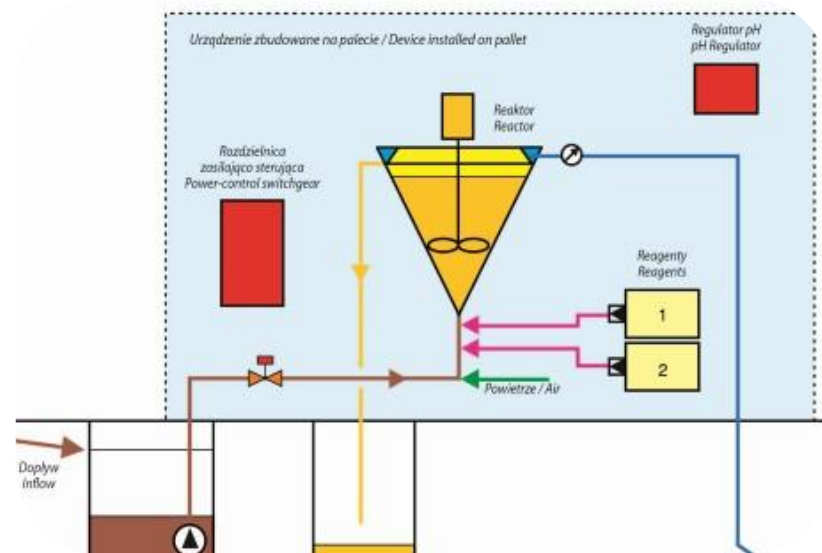 Urządzenie zbudowane na palecie / Device installed on pallet
Regulator pH
pH Regulator
Reaktor
Reactor
Rozdzielnica
zasilająco sterująca
Power-control switchgear
Reagenty
Reagents
1
2
Powietrze / Air
Dopływ
Inflow